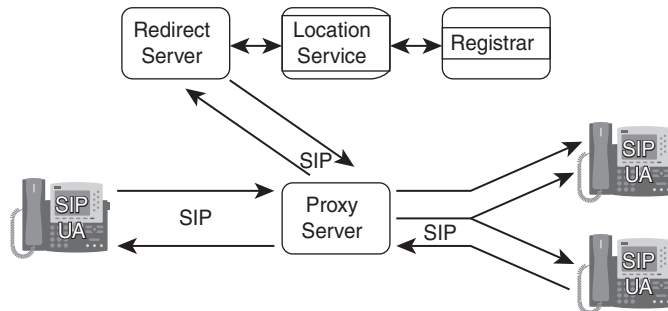 Redirect
Server
Location
Service
Registrar
SIP
SIP
UA
SIP
UA
SIP
Proxy
Server
SIP
SIP
UA